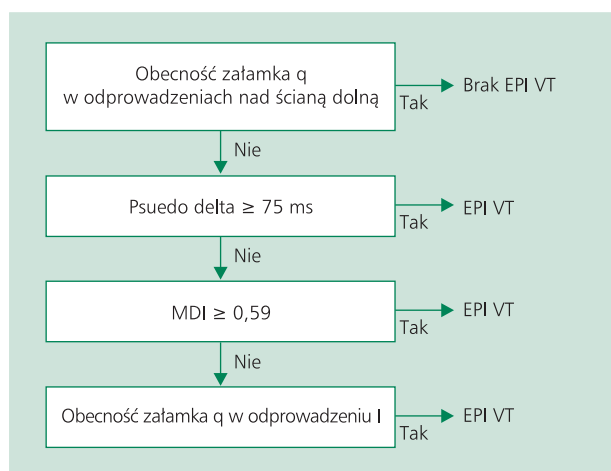 Obecność załamka q
w odprowadzeniach nad ścianą dolną
Tak
Brak EPI VT
Nie
Psuedo delta ≥ 75 ms
Tak
EPI VT
Nie
MDI ≥ 0,59
Tak
EPI VT
Nie
Obecność załamka q w odprowadzeniu I
Tak
EPI VT